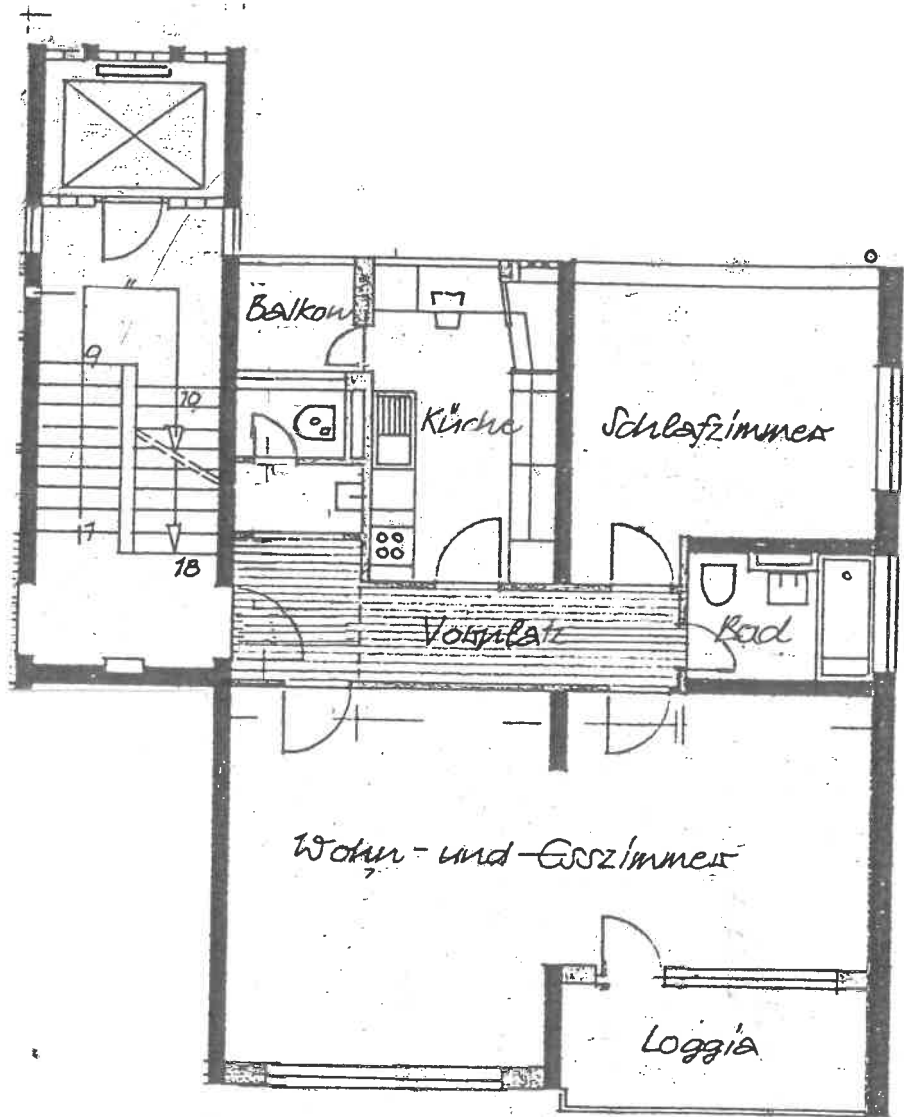 Balkon
Küche
Schlafzimmer
9
10
17
18
Vorplatz
Bad
Wohn- und Esszimmer
Loggia